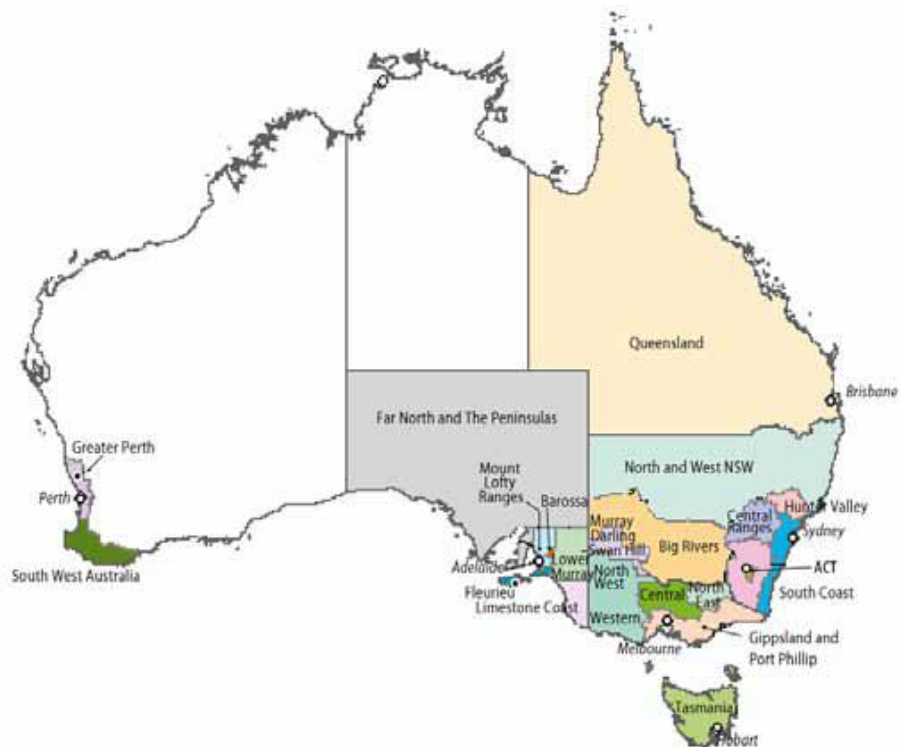 Queensland
Brisbane
Far North and The Peninsulas
Greater Perth
Mount
Lofty
Ranges
Barossa
North and West NSW
Perth
Hunter Valley
Central
Ranges
Sydney
Murray
Darling
Swan Hill
Big Rivers
Adelaide
Lower
Murray
North
West
ACT
South West Australia
Fleurieu
Limestone Coast
Central
North
East
South Coast
Western
Melbourne
Gippsland and
Port Phillip
Tasmania
Hobart